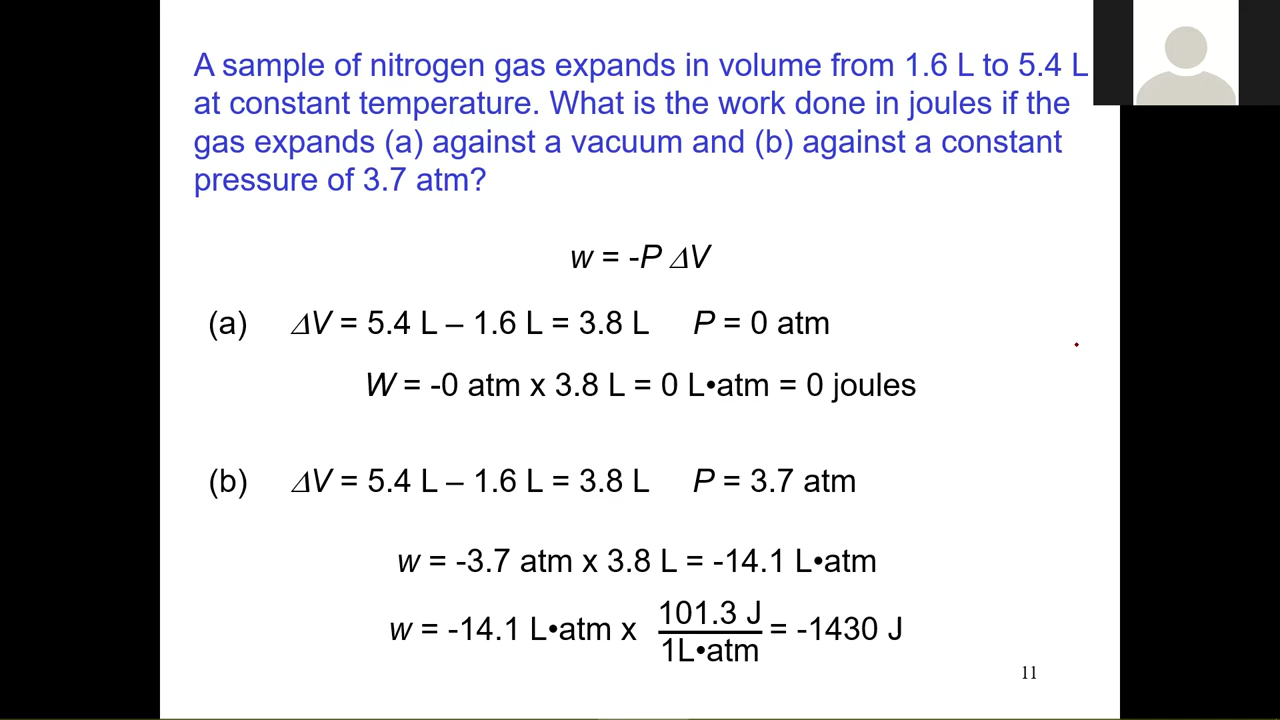 A sample of nitrogen gas expands in volume from 1.6 L to 5.4 L
at constant temperature. What is the work done in joules if the
gas expands (a) against a vacuum and (b) against a constant
pressure of 3.7 atm?
w = -P ΔV
(a) ΔV = 5.4 L – 1.6 L = 3.8 L P = 0 atm
W = -0 atm x 3.8 L = 0 L•atm = 0 joules
(b) ΔV = 5.4 L – 1.6 L = 3.8 L P = 3.7 atm
w = -3.7 atm x 3.8 L = -14.1 L•atm
w = -14.1 L•atm x 101.3 J / 1L•atm = -1430 J
11